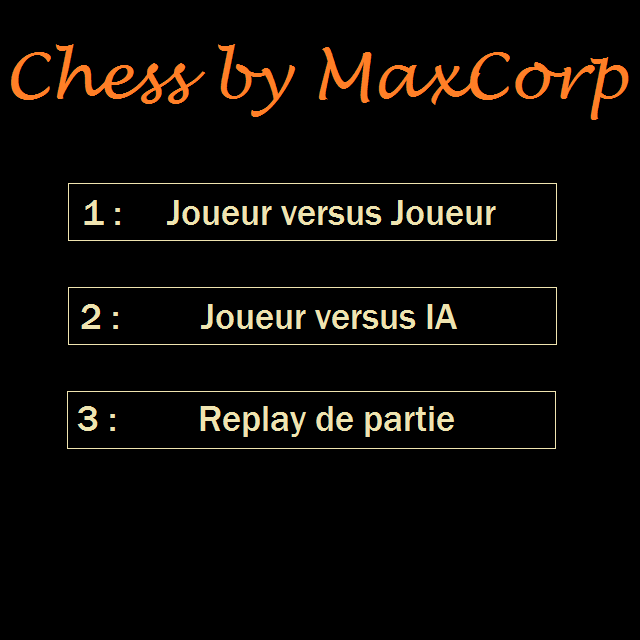 Chess by MaxCorp
1 : Joueur versus Joueur
2 : Joueur versus IA
3 : Replay de partie